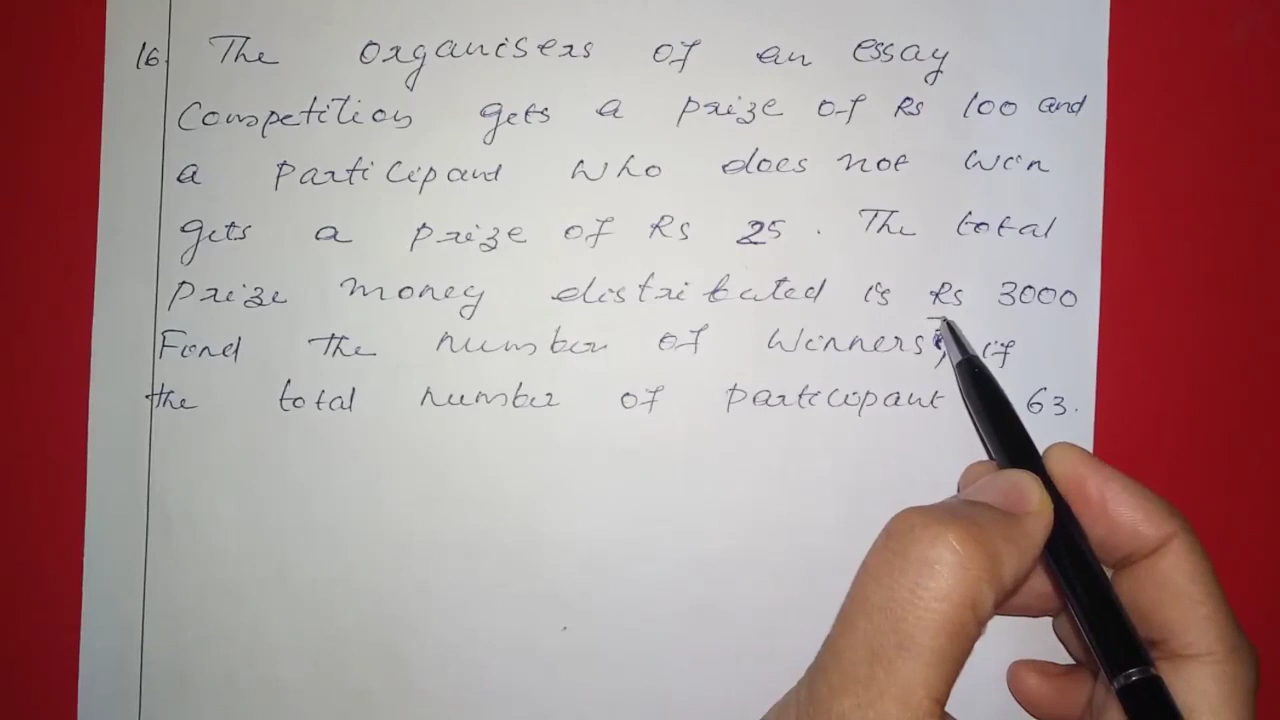 16. The organisers of an essay
Competition gets a prize of Rs 100 and
a participant who does not win
gets a prize of Rs 25 . The total
prize money distributed is Rs 3000
Find the number of winners, if
the total number of participant 63.